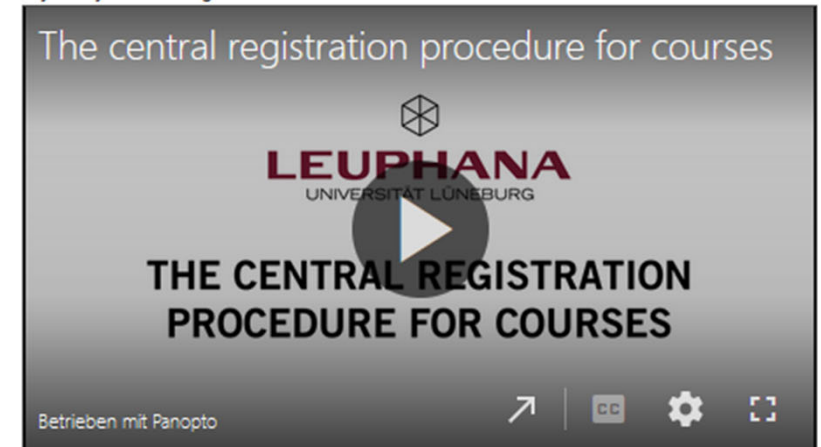 The central registration procedure for courses
LEUPHANA
UNIVERSITÄT LÜNEBURG
THE CENTRAL REGISTRATION
PROCEDURE FOR COURSES
Betrieben mit Panopto
CC